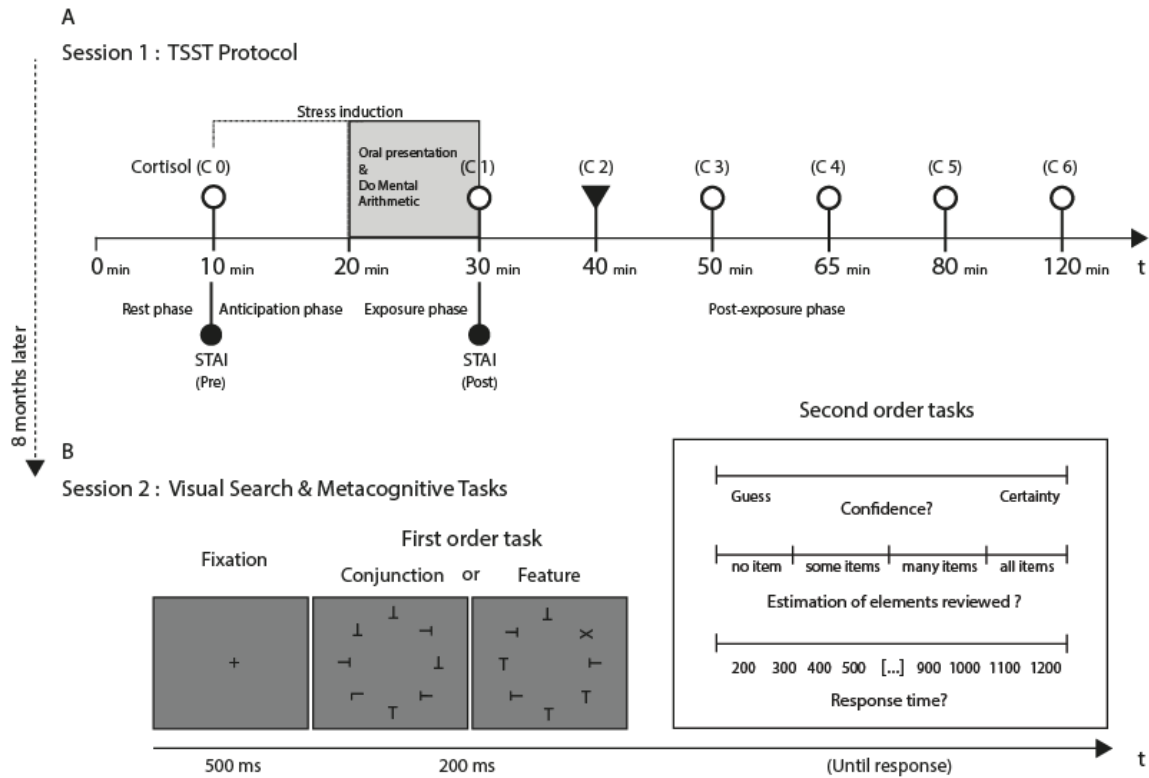 A
Session 1 : TSST Protocol
Stress induction
Oral presentation
&
Do Mental
Arithmetic
Cortisol (C 0) (C 1) (C 2) (C 3) (C 4) (C 5) (C 6)
0 min 10 min 20 min 30 min 40 min 50 min 65 min 80 min 120 min t
Rest phase Anticipation phase Exposure phase Post-exposure phase
STAI STAI
(Pre) (Post)
8 months later
B
Session 2 : Visual Search & Metacognitive Tasks
Second order tasks
First order task
Fixation
Conjunction or Feature
Guess Certainty
Confidence?
no item some items many items all items
Estimation of elements reviewed ?
200 300 400 500 [...] 900 1000 1100 1200
Response time?
500 ms 200 ms (Until response) t